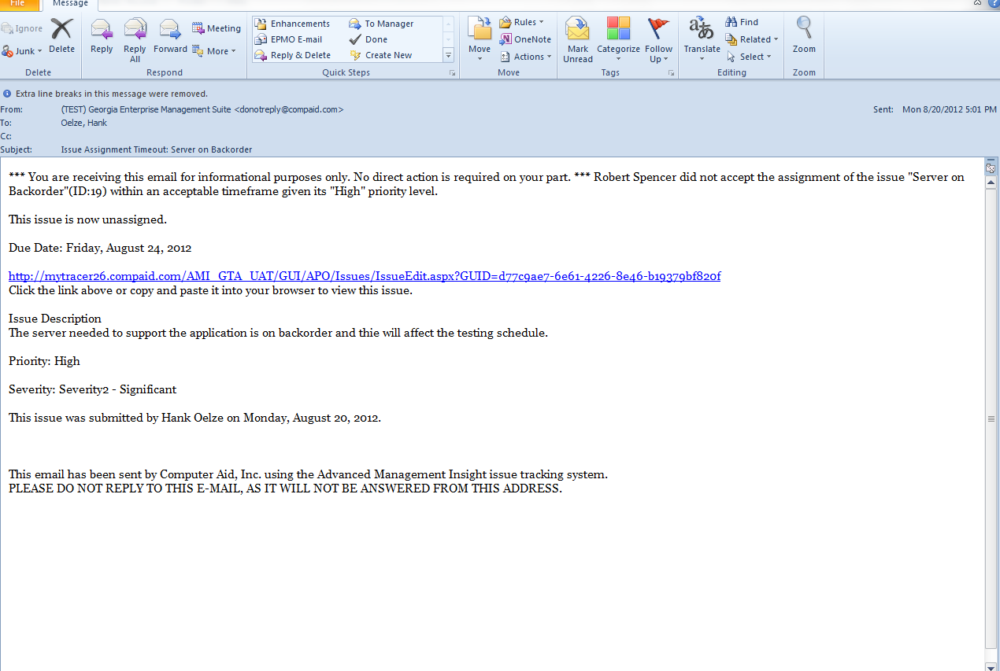 File Message
Ignore
Junk
Delete
Delete
Reply
Reply All
Forward
Meeting
More
Respond
Enhancements
To Manager
EPMO E-mail
Done
Reply & Delete
Create New
Quick Steps
Move
Rules
OneNote
Actions
Move
Mark Unread
Categorize
Follow Up
Tags
Translate
Find
Related
Select
Editing
Zoom
Zoom
Extra line breaks in this message were removed.
From: (TEST) Georgia Enterprise Management Suite <donotreply@compaid.com> Sent: Mon 8/20/2012 5:01 PM
To: Oelze, Hank
Cc:
Subject: Issue Assignment Timeout: Server on Backorder
*** You are receiving this email for informational purposes only. No direct action is required on your part. *** Robert Spencer did not accept the assignment of the issue "Server on
Backorder"(ID:19) within an acceptable timeframe given its "High" priority level.
This issue is now unassigned.
Due Date: Friday, August 24, 2012
http://mytracer26.compaid.com/AMI_GTA_UAT/GUI/APO/Issues/IssueEdit.aspx?GUID=d77c9ae7-6e61-4226-8e46-b19379bf820f
Click the link above or copy and paste it into your browser to view this issue.
Issue Description
The server needed to support the application is on backorder and thie will affect the testing schedule.
Priority: High
Severity: Severity2 - Significant
This issue was submitted by Hank Oelze on Monday, August 20, 2012.
This email has been sent by Computer Aid, Inc. using the Advanced Management Insight issue tracking system.
PLEASE DO NOT REPLY TO THIS E-MAIL, AS IT WILL NOT BE ANSWERED FROM THIS ADDRESS.